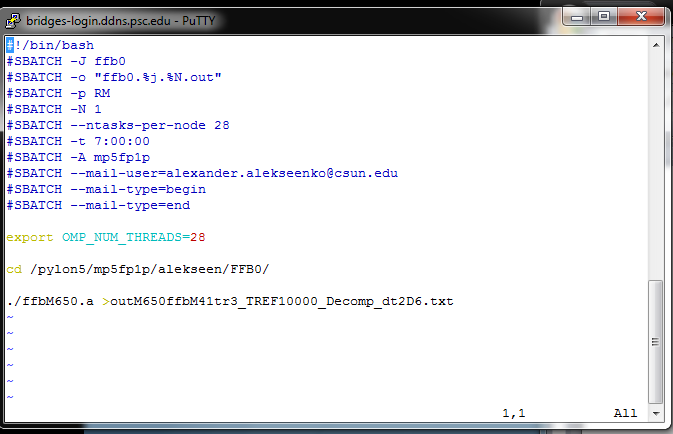 bridges-login.ddns.psc.edu - PuTTY
#!/bin/bash
#SBATCH -J ffb0
#SBATCH -o "ffb0.%j.%N.out"
#SBATCH -p RM
#SBATCH -N 1
#SBATCH --ntasks-per-node 28
#SBATCH -t 7:00:00
#SBATCH -A mp5fp1p
#SBATCH --mail-user=alexander.alekseenko@csun.edu
#SBATCH --mail-type=begin
#SBATCH --mail-type=end
export OMP_NUM_THREADS=28
cd /pylon5/mp5fp1p/alekseen/FFB0/
./ffbM650.a >outM650ffbM41tr3_TREF10000_Decomp_dt2D6.txt
~
~
~
~
~
~
1,1 All